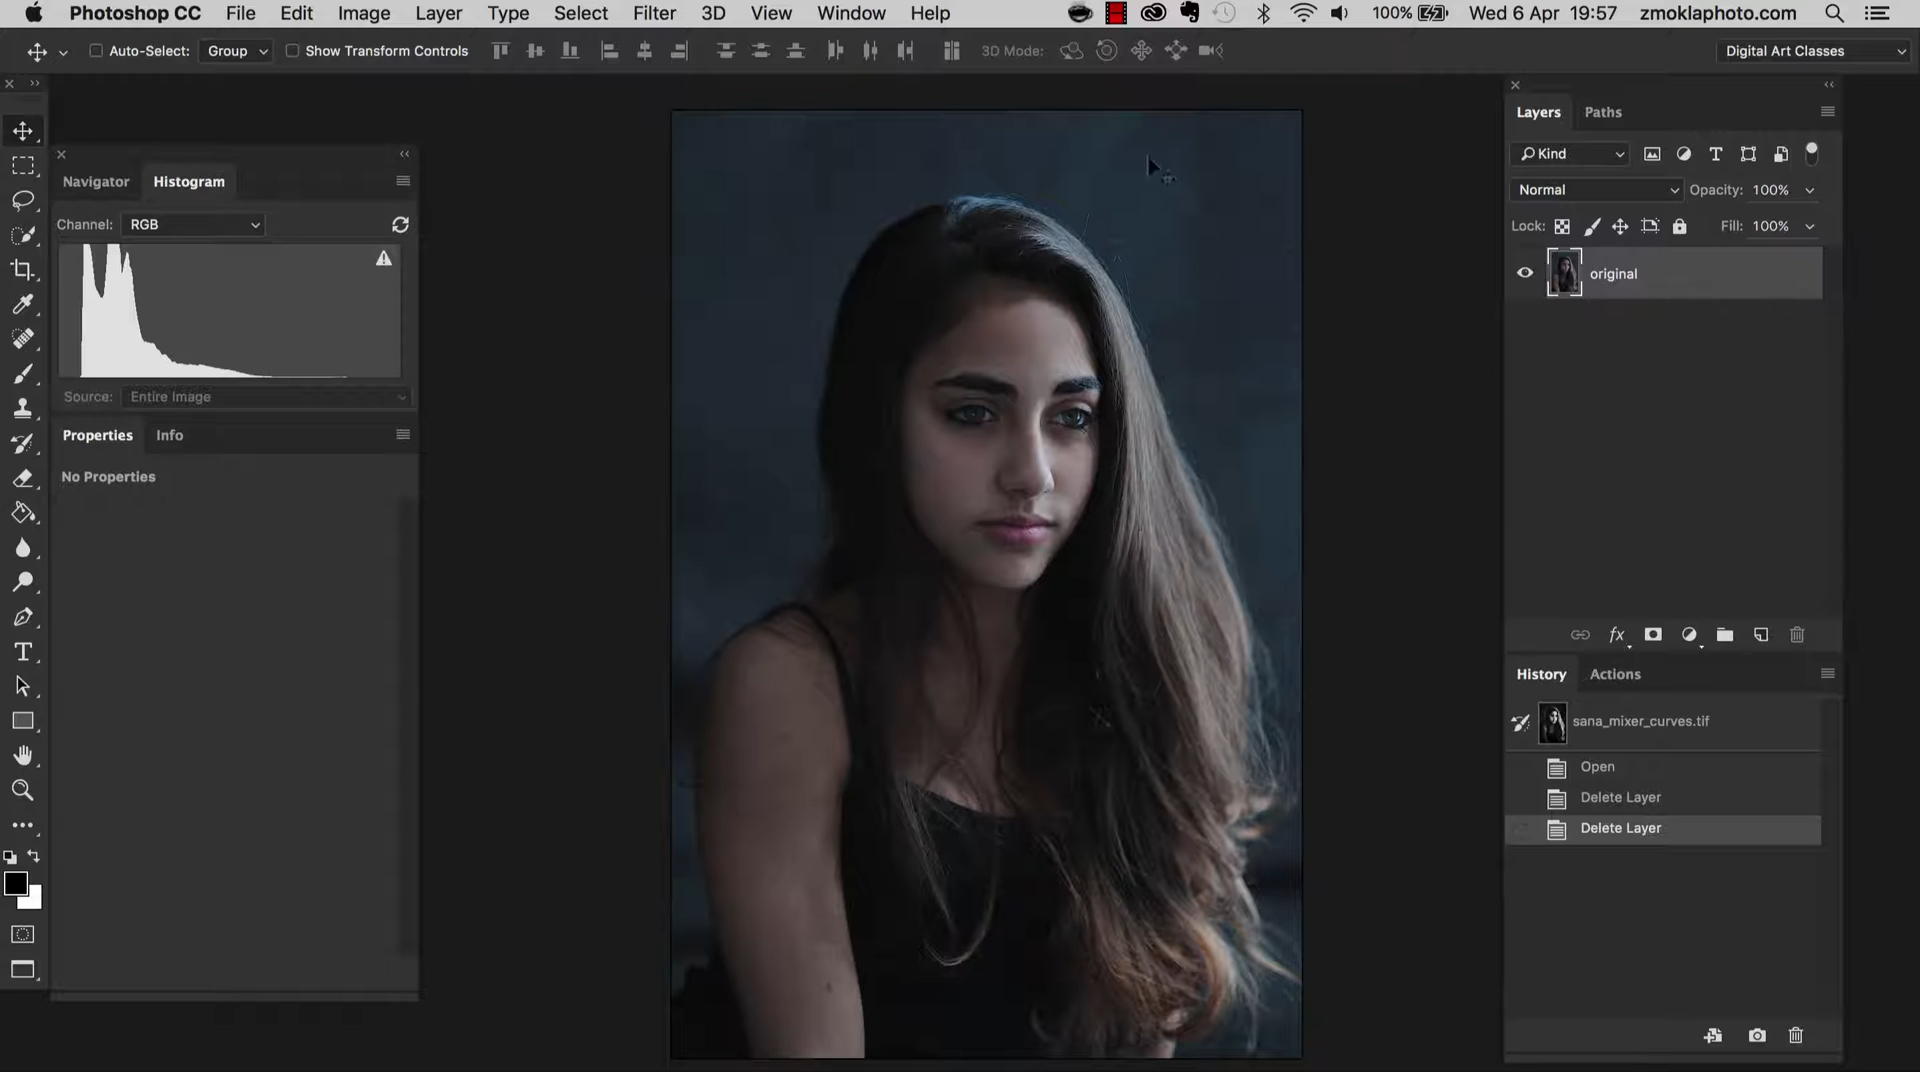 Photoshop CC File Edit Image Layer Type Select Filter 3D View Window Help 100% Wed 6 Apr 19:57 zmoklaphoto.com
Auto-Select: Group Show Transform Controls 3D Mode: Digital Art Classes
Navigator Histogram
Channel: RGB
Source: Entire Image
Properties Info
No Properties
Layers Paths
Kind
Normal Opacity: 100%
Lock: Fill: 100%
original
fx
History Actions
sana_mixer_curves.tif
Open
Delete Layer
Delete Layer